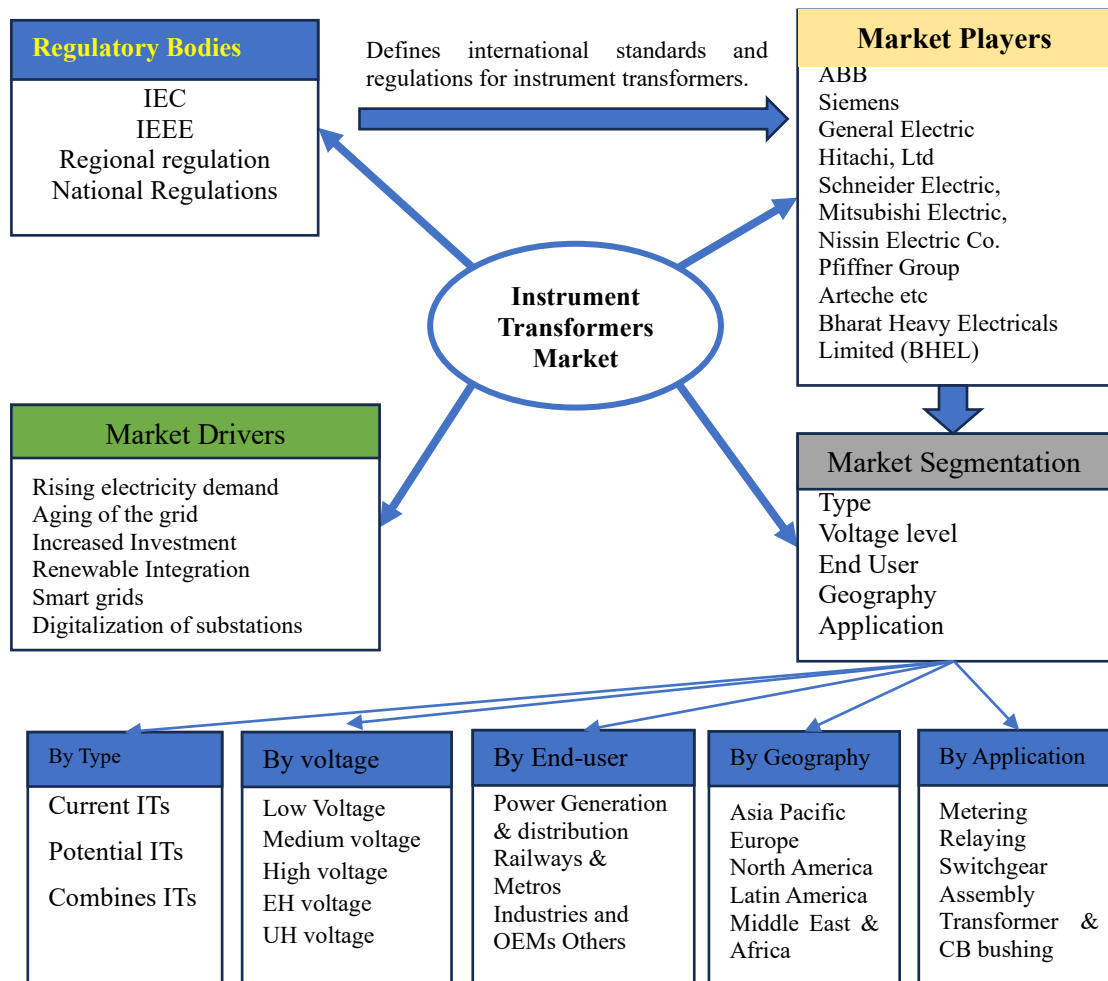 Regulatory Bodies
IEC
IEEE
Regional regulation
National Regulations
Defines international standards and
regulations for instrument transformers.
Market Players
ABB
Siemens
General Electric
Hitachi, Ltd
Schneider Electric,
Mitsubishi Electric,
Nissin Electric Co.
Pfiffner Group
Arteche etc
Bharat Heavy Electricals
Limited (BHEL)
Instrument
Transformers
Market
Market Drivers
Rising electricity demand
Aging of the grid
Increased Investment
Renewable Integration
Smart grids
Digitalization of substations
Market Segmentation
Type
Voltage level
End User
Geography
Application
By Type
Current ITs
Potential ITs
Combines ITs
By voltage
Low Voltage
Medium voltage
High voltage
EH voltage
UH voltage
By End-user
Power Generation
& distribution
Railways &
Metros
Industries and
OEMs Others
By Geography
Asia Pacific
Europe
North America
Latin America
Middle East &
Africa
By Application
Metering
Relaying
Switchgear
Assembly
Transformer &
CB bushing